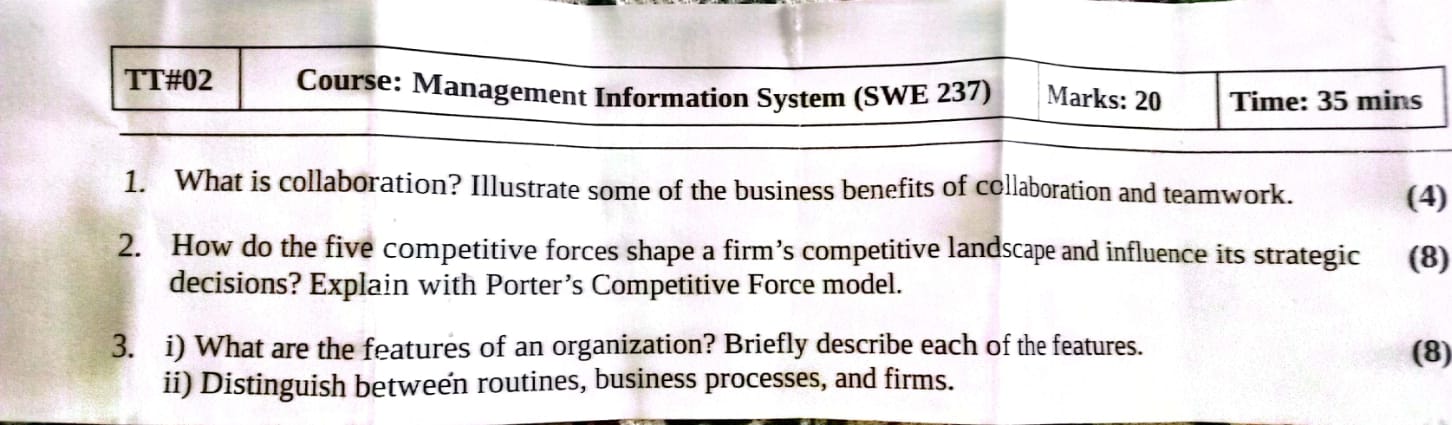 TT#02 Course: Management Information System (SWE 237) Marks: 20 Time: 35 mins
1. What is collaboration? Illustrate some of the business benefits of collaboration and teamwork. (4)
2. How do the five competitive forces shape a firm's competitive landscape and influence its strategic (8)
decisions? Explain with Porter's Competitive Force model.
3. i) What are the features of an organization? Briefly describe each of the features. (8)
ii) Distinguish between routines, business processes, and firms.